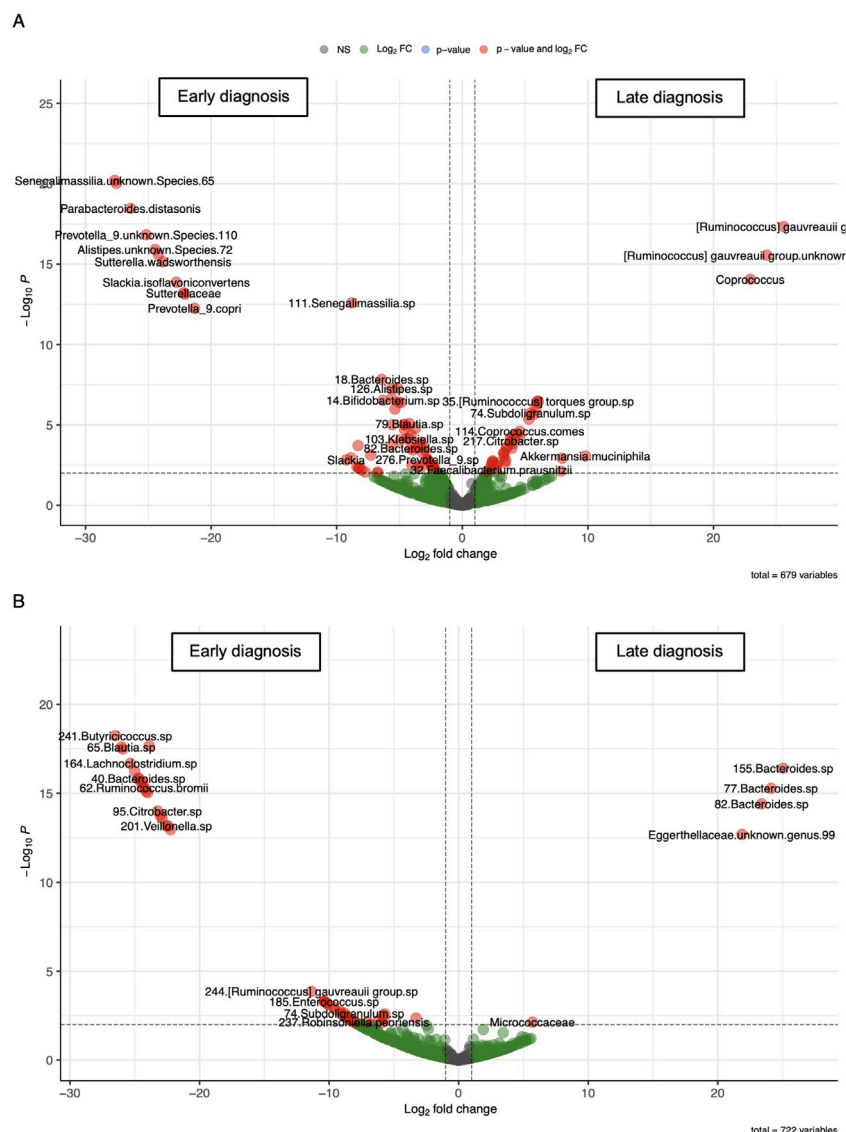 A
NS Log2 FC p-value p − value and log2 FC
Early diagnosis
Late diagnosis
25
20
15
10
5
0
−Log10 P
Senegalimassilia.unknown.Species.65
Parabacteroides.distasonis
Prevotella_9.unknown.Species.110
Alistipes.unknown.Species.72
Sutterella.wadsworthensis
Slackia.isoflavoniconvertens
Sutterellaceae
Prevotella_9.copri
111.Senegalimassilia.sp
[Ruminococcus] gauvreauii g
[Ruminococcus] gauvreauii group.unknowr
Coprococcus
18.Bacteroides.sp
126.Alistipes.sp
14.Bifidobacterium.sp
35.[Ruminococcus] torques group.sp
74.Subdoligranulum.sp
79.Blautia.sp
114.Coprococcus.comes
103.Klebsiella.sp
217.Citrobacter.sp
82.Bacteroides.sp
Slackia
276.Prevotella_9.sp
Akkermansia.muciniphila
32.Faecalibacterium.prausnitzii
−30 −20 −10 0 10 20
Log2 fold change
total = 679 variables
B
Early diagnosis
Late diagnosis
20
15
10
5
0
−Log10 P
241.Butyricicoccus.sp
65.Blautia.sp
164.Lachnoclostridium.sp
40.Bacteroides.sp
62.Ruminococcus.bromii
95.Citrobacter.sp
201.Veillonella.sp
155.Bacteroides.sp
77.Bacteroides.sp
82.Bacteroides.sp
Eggerthellaceae.unknown.genus.99
244.[Ruminococcus] gauvreauii group.sp
185.Enterococcus.sp
74.Subdoligranulum.sp
237.Robinsoniella.peoriensis
Micrococcaceae
−30 −20 −10 0 10 20
Log2 fold change
total = 722 variables